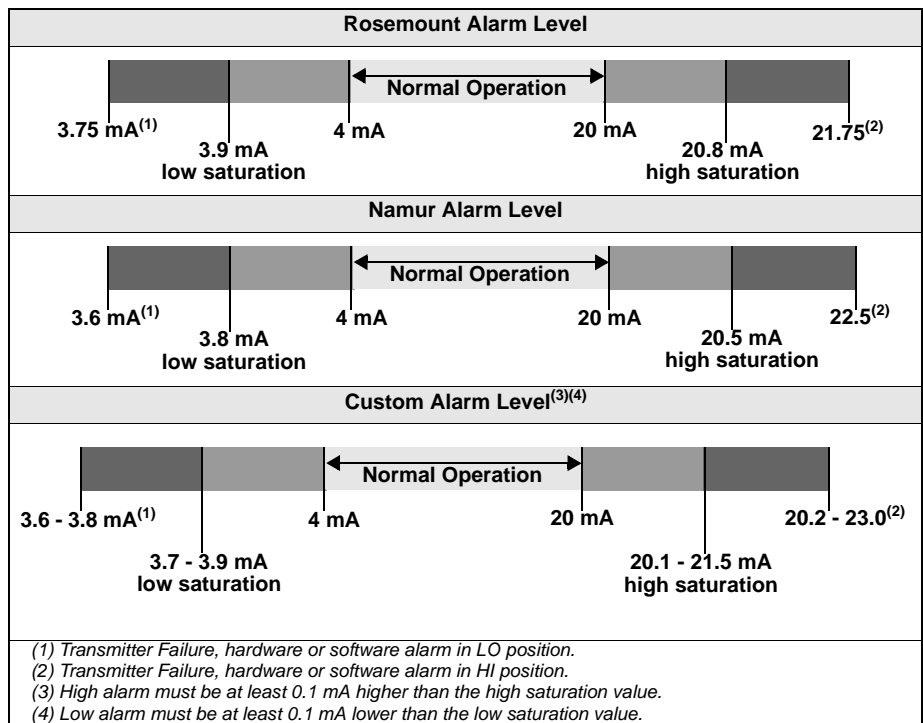 Rosemount Alarm Level
Normal Operation
3.75 mA(1)
4 mA
20 mA
21.75(2)
3.9 mA
low saturation
20.8 mA
high saturation
Namur Alarm Level
Normal Operation
3.6 mA(1)
4 mA
20 mA
22.5(2)
3.8 mA
low saturation
20.5 mA
high saturation
Custom Alarm Level(3)(4)
Normal Operation
3.6 - 3.8 mA(1)
4 mA
20 mA
20.2 - 23.0(2)
3.7 - 3.9 mA
low saturation
20.1 - 21.5 mA
high saturation
(1) Transmitter Failure, hardware or software alarm in LO position.
(2) Transmitter Failure, hardware or software alarm in HI position.
(3) High alarm must be at least 0.1 mA higher than the high saturation value.
(4) Low alarm must be at least 0.1 mA lower than the low saturation value.